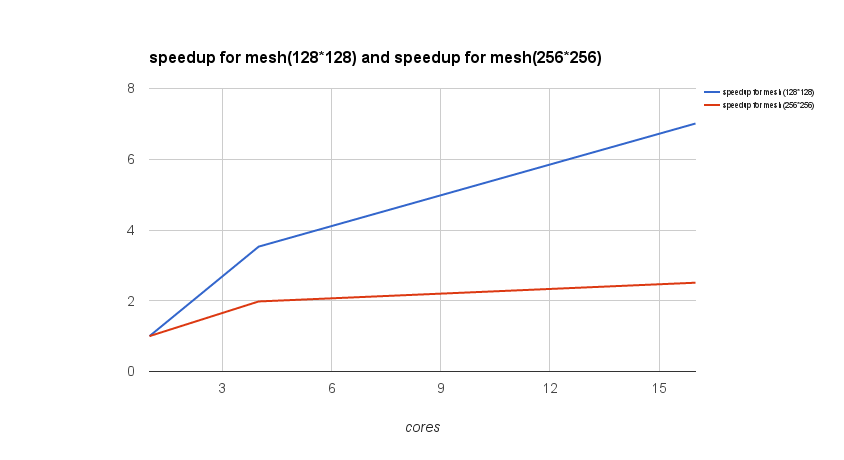 speedup for mesh(128*128) and speedup for mesh(256*256)
speedup for mesh (128*128)
speedup for mesh (256*256)
8
6
4
2
0
3 6 9 12 15
cores